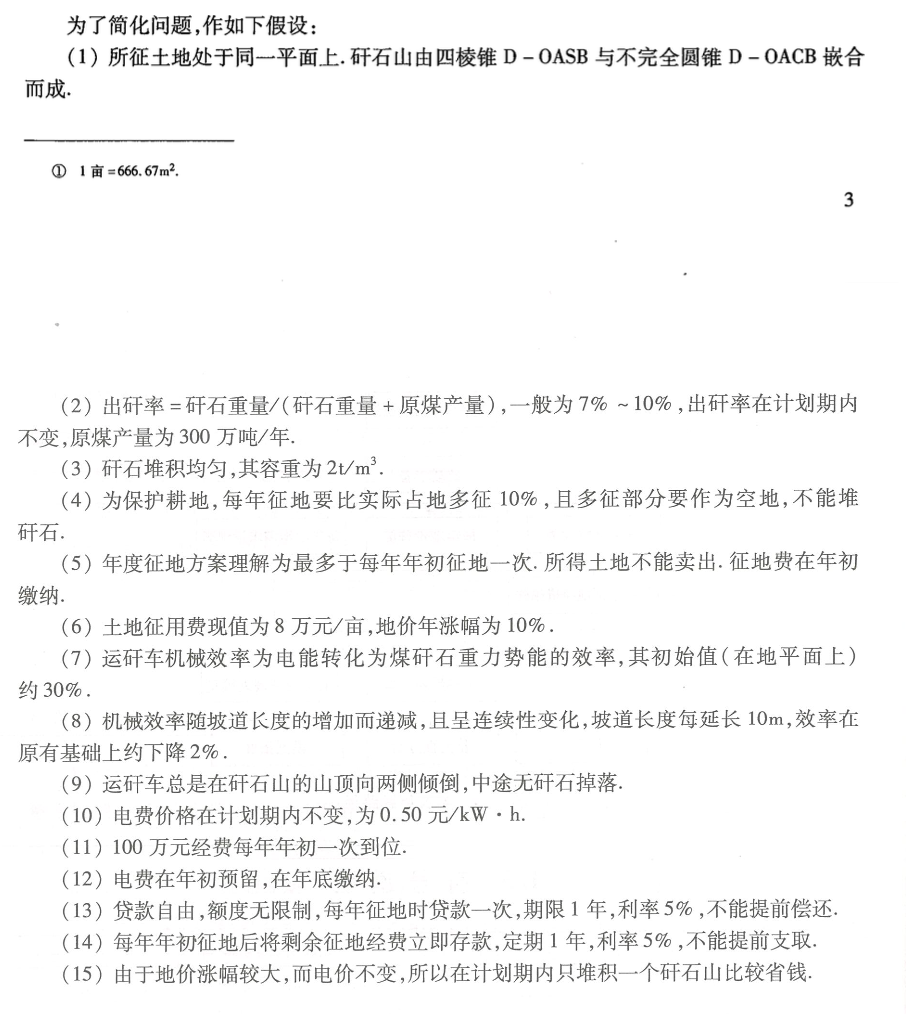 为了简化问题,作如下假设:
(1) 所征土地处于同一平面上.矸石山由四棱锥 D-OASB 与不完全圆锥 D-OACB 嵌合
而成.
① 1 亩=666.67m².
3
(2) 出矸率=矸石重量/(矸石重量+原煤产量),一般为 7% ~10%,出矸率在计划期内
不变,原煤产量为 300 万吨/年.
(3) 矸石堆积均匀,其容重为 2t/m³.
(4) 为保护耕地,每年征地要比实际占地多征 10%,且多征部分要作为空地,不能堆
矸石.
(5) 年度征地方案理解为最多于每年年初征地一次.所得土地不能卖出.征地费在年初
缴纳.
(6) 土地征用费现值为 8 万元/亩,地价年涨幅为 10%.
(7) 运矸车机械效率为电能转化为煤矸石重力势能的效率,其初始值(在地平面上)
约 30%.
(8) 机械效率随坡道长度的增加而递减,且呈连续性变化,坡道长度每延长 10m,效率在
原有基础上约下降 2%.
(9) 运矸车总是在矸石山的山顶向两侧倾倒,中途无矸石掉落.
(10) 电费价格在计划期内不变,为 0.50 元/kW·h.
(11) 100 万元经费每年年初一次到位.
(12) 电费在年初预留,在年底缴纳.
(13) 贷款自由,额度无限制,每年征地时贷款一次,期限 1 年,利率 5%,不能提前偿还.
(14) 每年年初征地后将剩余征地经费立即存款,定期 1 年,利率 5%,不能提前支取.
(15) 由于地价涨幅较大,而电价不变,所以在计划期内只堆积一个矸石山比较省钱.